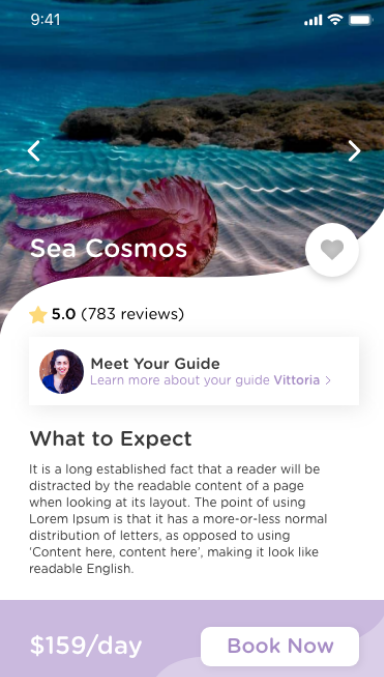 9:41
Sea Cosmos
5.0 (783 reviews)
Meet Your Guide
Learn more about your guide Vittoria >
What to Expect
It is a long established fact that a reader will be
distracted by the readable content of a page
when looking at its layout. The point of using
Lorem Ipsum is that it has a more-or-less normal
distribution of letters, as opposed to using
‘Content here, content here’, making it look like
readable English.
$159/day
Book Now